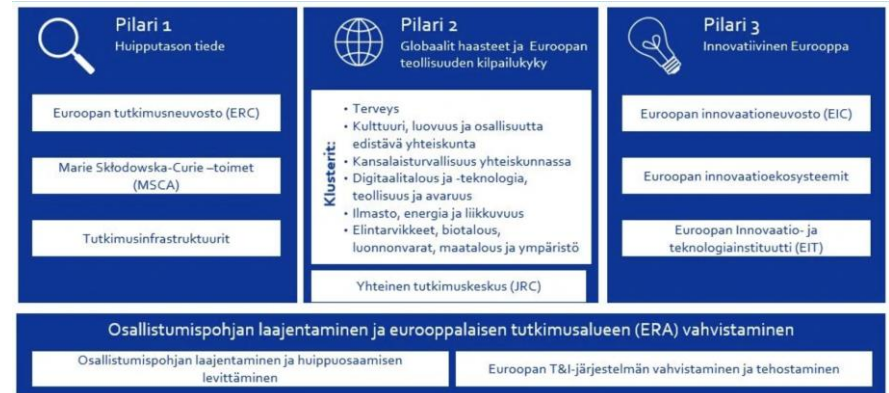 Pilari 1
Huipputason tiede
Euroopan tutkimusneuvosto (ERC)
Marie Skłodowska-Curie –toimet
(MSCA)
Tutkimusinfrastruktuurit
Pilari 2
Globaalit haasteet ja Euroopan
teollisuuden kilpailukyky
Klusterit:
• Terveys
• Kulttuuri, luovuus ja osallisuutta
edistävä yhteiskunta
• Kansalaisturvallisuus yhteiskunnassa
• Digitaalitalous ja -teknologia,
teollisuus ja avaruus
• Ilmasto, energia ja liikkuvuus
• Elintarvikkeet, biotalous,
luonnonvarat, maatalous ja ympäristö
Yhteinen tutkimuskeskus (JRC)
Pilari 3
Innovatiivinen Eurooppa
Euroopan innovaationeuvosto (EIC)
Euroopan innovaatioekosysteemit
Euroopan Innovaatio- ja
teknologiainstituutti (EIT)
Osallistumispohjan laajentaminen ja eurooppalaisen tutkimusalueen (ERA) vahvistaminen
Osallistumispohjan laajentaminen ja huippuosaamisen
levittäminen
Euroopan T&I-järjestelmän vahvistaminen ja tehostaminen